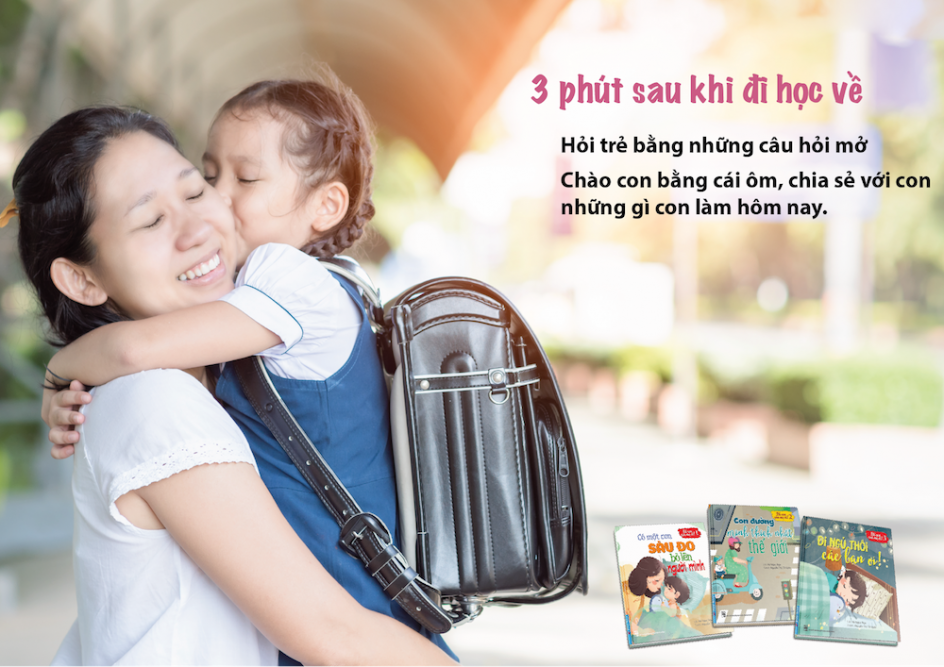 3 phút sau khi đi học về
Hỏi trẻ bằng những câu hỏi mở
Chào con bằng cái ôm, chia sẻ với con
những gì con làm hôm nay.
Có một con
SÂU ĐO
bò lên
người mình
Con đường
mình thích nhất
thế giới
ĐI NGỦ THÔI
các bạn ơi!